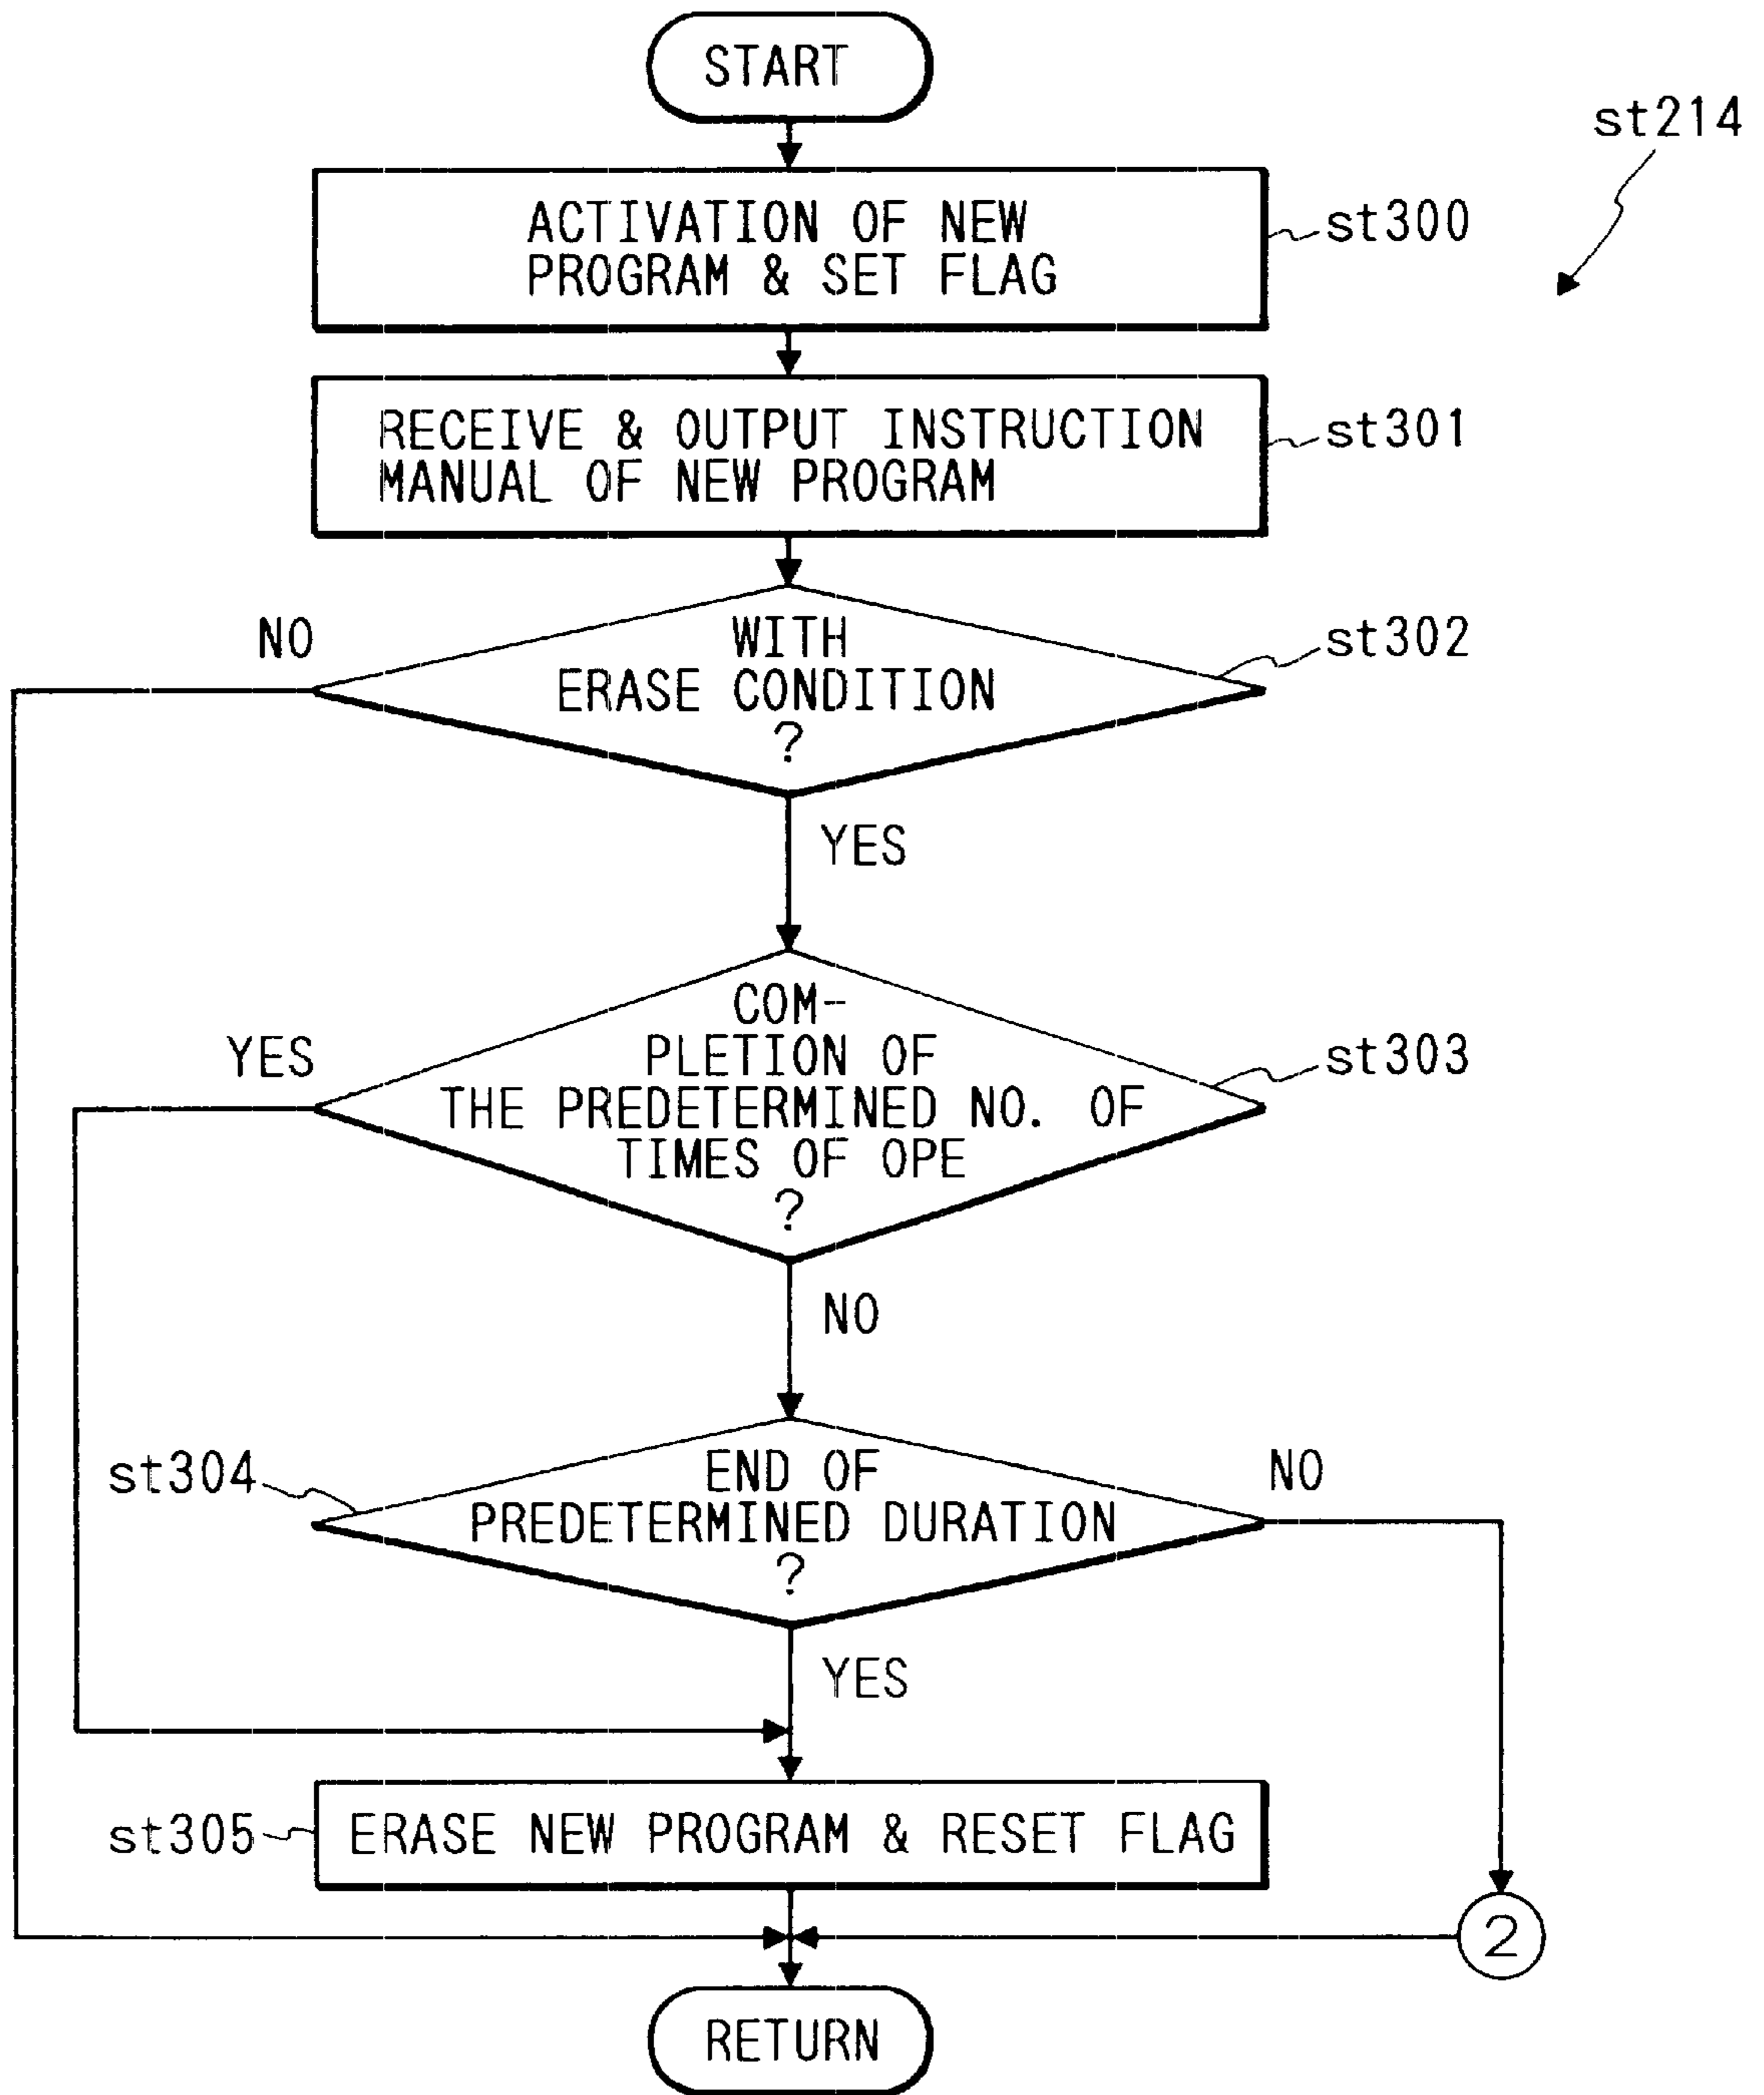 START
st214
ACTIVATION OF NEW
PROGRAM & SET FLAG
st300
RECEIVE & OUTPUT INSTRUCTION
MANUAL OF NEW PROGRAM
st301
NO
WITH
ERASE CONDITION
?
st302
YES
COM-
PLETION OF
THE PREDETERMINED NO. OF
TIMES OF OPE
?
YES
st303
NO
st304
END OF
PREDETERMINED DURATION
?
NO
YES
st305
ERASE NEW PROGRAM & RESET FLAG
2
RETURN